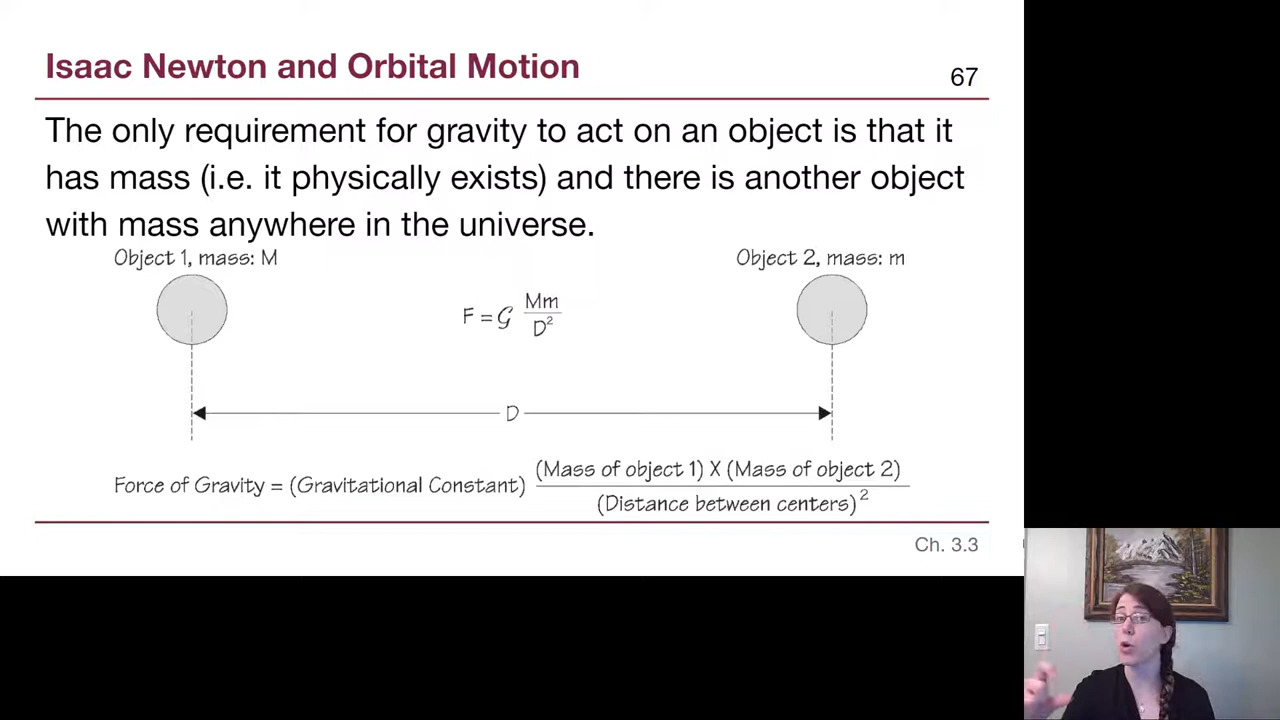 Isaac Newton and Orbital Motion
67
The only requirement for gravity to act on an object is that it
has mass (i.e. it physically exists) and there is another object
with mass anywhere in the universe.
Object 1, mass: M
Object 2, mass: m
F = G Mm
D²
D
Force of Gravity = (Gravitational Constant) (Mass of object 1) X (Mass of object 2)
(Distance between centers)²
Ch. 3.3